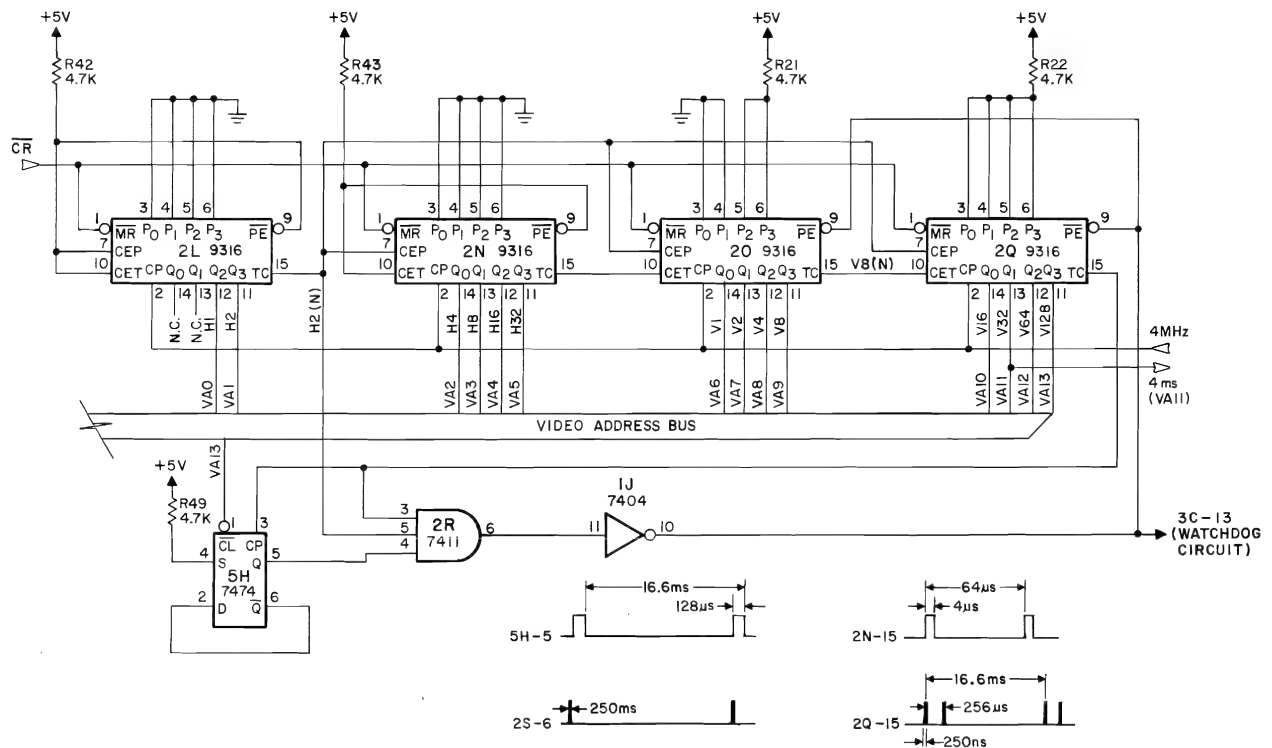 +5V
+5V
+5V
+5V
R42
4.7K
R43
4.7K
R21
4.7K
R22
4.7K
CR
3 4 5 6
3 4 5 6
3 4 5 6
3 4 5 6
1 MR P0 P1 P2 P3 PE 9
7 CEP 2L 9316
10 CET CP Q0 Q1 Q2 Q3 TC 15
2 14 13 12 11
1 MR P0 P1 P2 P3 PE 9
7 CEP 2N 9316
10 CET CP Q0 Q1 Q2 Q3 TC 15
2 14 13 12 11
1 MR P0 P1 P2 P3 PE 9
7 CEP 2O 9316
10 CET CP Q0 Q1 Q2 Q3 TC 15
2 14 13 12 11
V8(N)
1 MR P0 P1 P2 P3 PE 9
7 CEP 2Q 9316
10 CET CP Q0 Q1 Q2 Q3 TC 15
2 14 13 12 11
N.C. N.C. H1 H2
H2(N)
H4 H8 H16 H32
V1 V2 V4 V8
V16 V32 V64 V128
4MHz
4ms
(VA11)
VA0 VA1
VA2 VA3 VA4 VA5
VA6 VA7 VA8 VA9
VA10 VA11 VA12 VA13
VIDEO ADDRESS BUS
VA13
+5V
R49
4.7K
1 3
CL CP
4 S Q 5
5H
7474
2 D Q 6
3
5
4
2R
7411
6
1J
7404
11 10
3C-13
(WATCHDOG
CIRCUIT)
16.6ms
128µs
5H-5
64µs
4µs
2N-15
250ms
2S-6
16.6ms
256µs
2Q-15
250ns